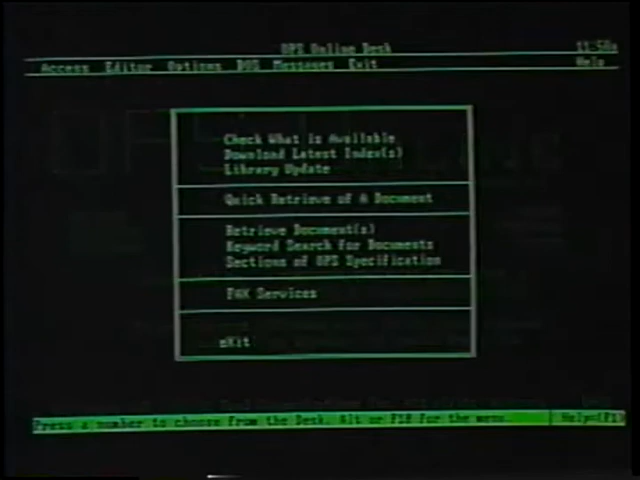 OPS Online Desk 11:58a
Access Editor Options DOS Messages Exit Help
Check What is Available
Download Latest Index(s)
Library Update
Quick Retrieve of A Document
Retrieve Document(s)
Keyword Search for Documents
Sections of OPS Specification
FAX Services
eXit
Press a number to choose from the Desk. Alt or F10 for the menu. Help(F1)